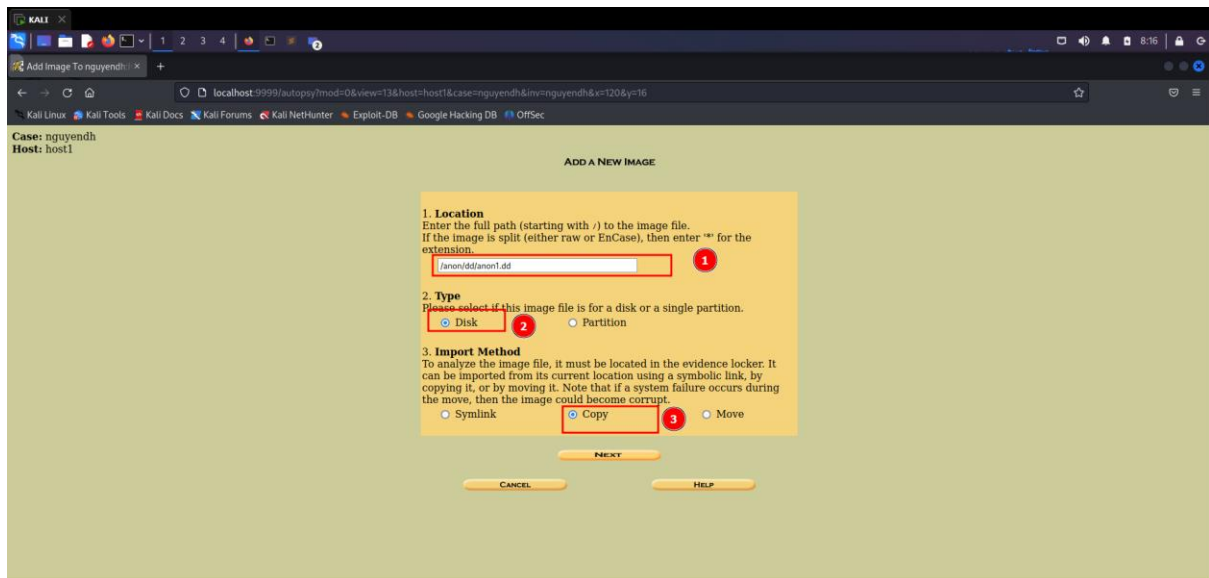 KALI
1 2 3 4
2
8:16
Add Image To nguyendh:
localhost:9999/autopsy?mod=0&view=13&host=host1&case=nguyendh&inv=nguyendh&x=120&y=16
Kali Linux Kali Tools Kali Docs Kali Forums Kali NetHunter Exploit-DB Google Hacking DB OffSec
Case: nguyendh
Host: host1
ADD A NEW IMAGE
1. Location
Enter the full path (starting with /) to the image file.
If the image is split (either raw or EnCase), then enter '*' for the
extension.
/anon/dd/anon1.dd
1
2. Type
Please select if this image file is for a disk or a single partition.
Disk 2 Partition
3. Import Method
To analyze the image file, it must be located in the evidence locker. It
can be imported from its current location using a symbolic link, by
copying it, or by moving it. Note that if a system failure occurs during
the move, then the image could become corrupt.
Symlink Copy 3 Move
NEXT
CANCEL HELP